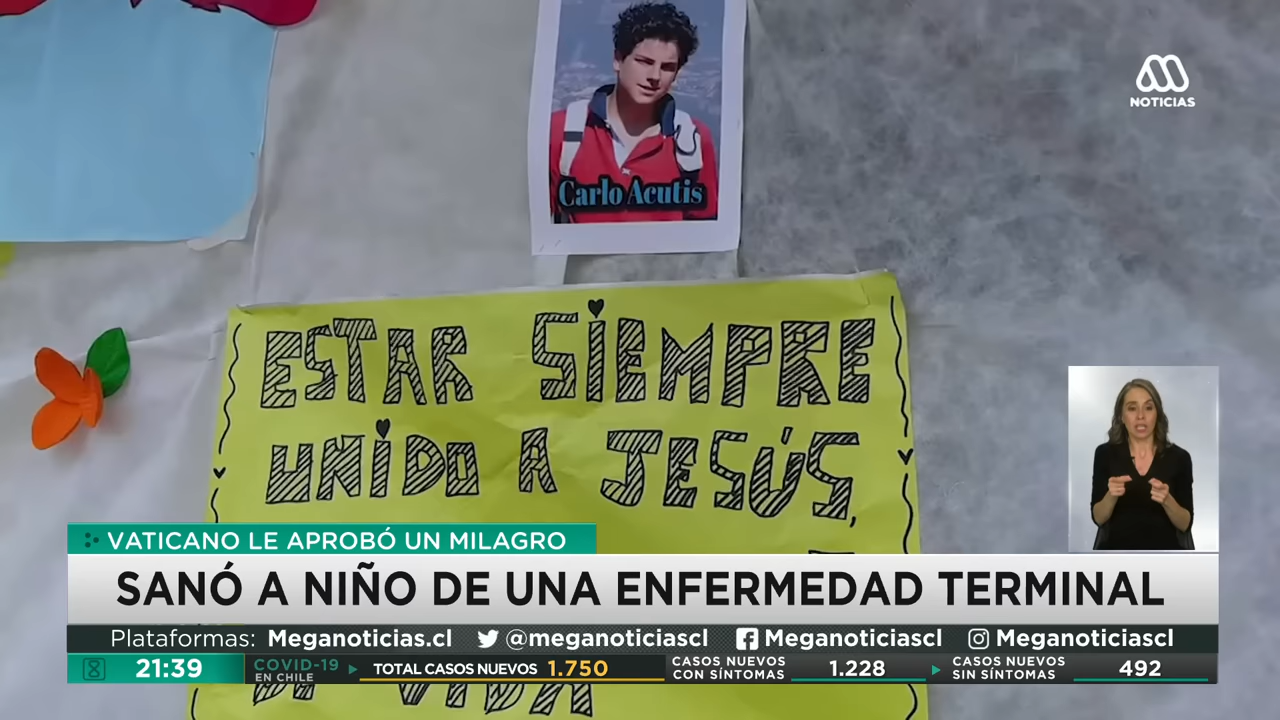 NOTICIAS
Carlo Acutis
ESTAR SIEMPRE
UNIDO A JESÚS,
VATICANO LE APROBÓ UN MILAGRO
SANÓ A NIÑO DE UNA ENFERMEDAD TERMINAL
Plataformas: Meganoticias.cl @meganoticiascl Meganoticiascl Meganoticiascl
21:39 COVID-19 EN CHILE TOTAL CASOS NUEVOS 1.750 CASOS NUEVOS CON SÍNTOMAS 1.228 CASOS NUEVOS SIN SÍNTOMAS 492
DE VIDA